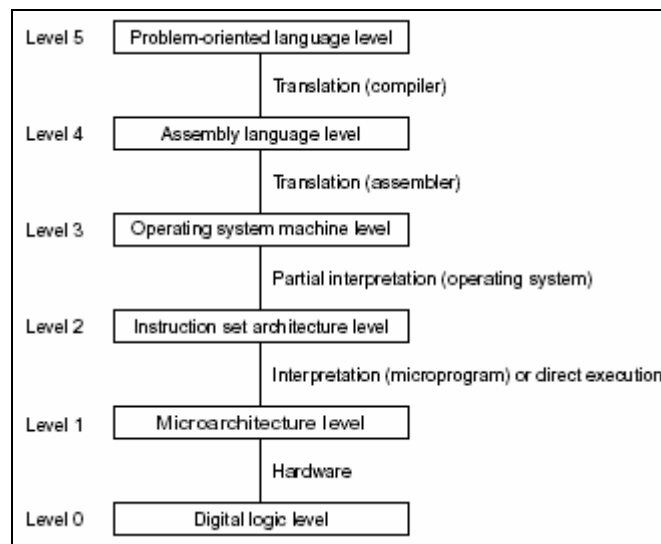 Level 5 Problem-oriented language level
Translation (compiler)
Level 4 Assembly language level
Translation (assembler)
Level 3 Operating system machine level
Partial interpretation (operating system)
Level 2 Instruction set architecture level
Interpretation (microprogram) or direct execution
Level 1 Microarchitecture level
Hardware
Level 0 Digital logic level